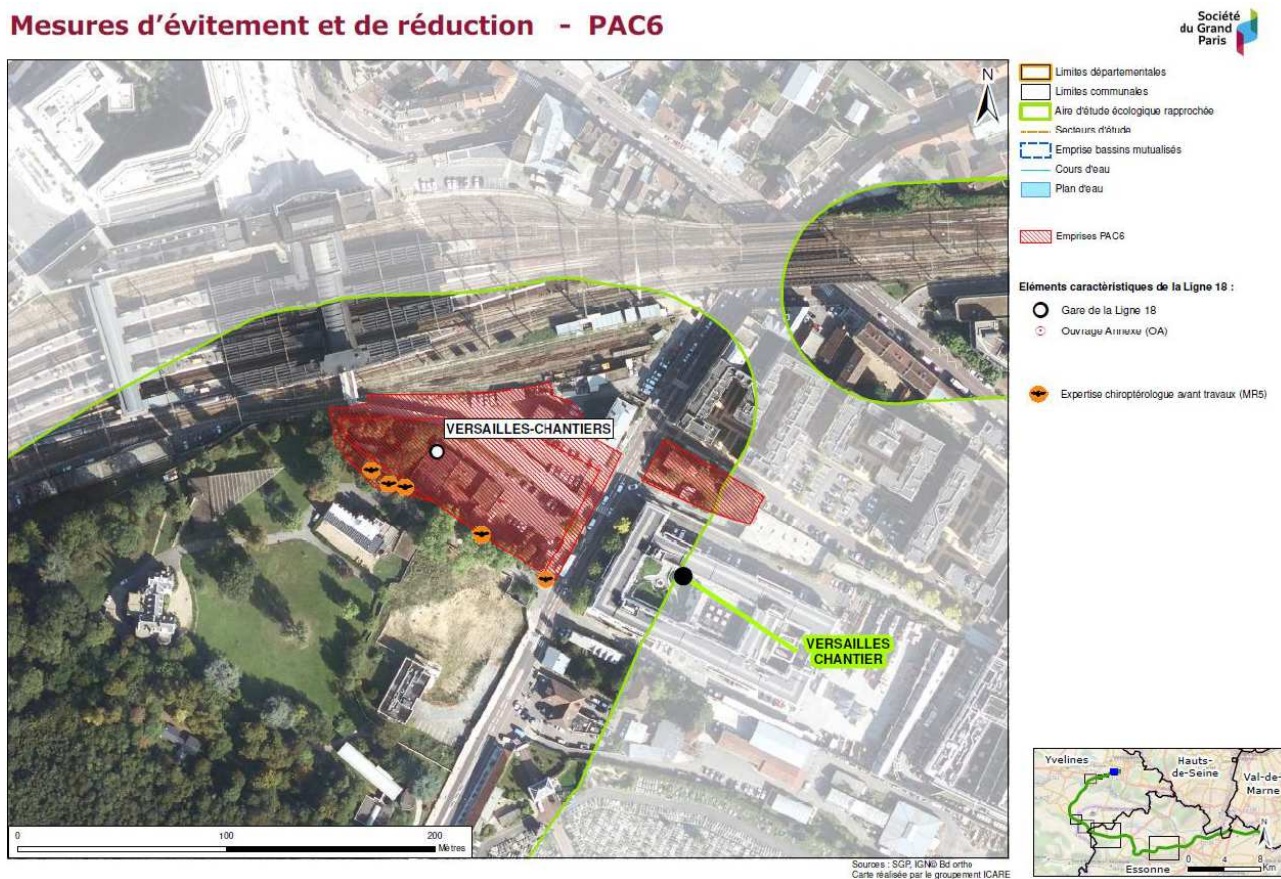 Mesures d'évitement et de réduction - PAC6
Société
du Grand
Paris
N
VERSAILLES-CHANTIERS
VERSAILLES
CHANTIER
0
100
200
Mètres
Limites départementales
Limites communales
Aire d'étude écologique rapprochée
Secteurs d'étude
Emprise bassins mutualisés
Cours d'eau
Plan d'eau
Emprises PAC6
Eléments caractèristiques de la Ligne 18 :
Gare de la Ligne 18
Ouvrage Annexe (OA)
Expertise chiroptérologue avant travaux (MR5)
Yvelines
Hauts-
de-Seine
Val-de-
Marne
N
Essonne
0 4 8
Km
Sources : SGP, IGN© Bd ortho
Carte réalisée par le groupement ICARE